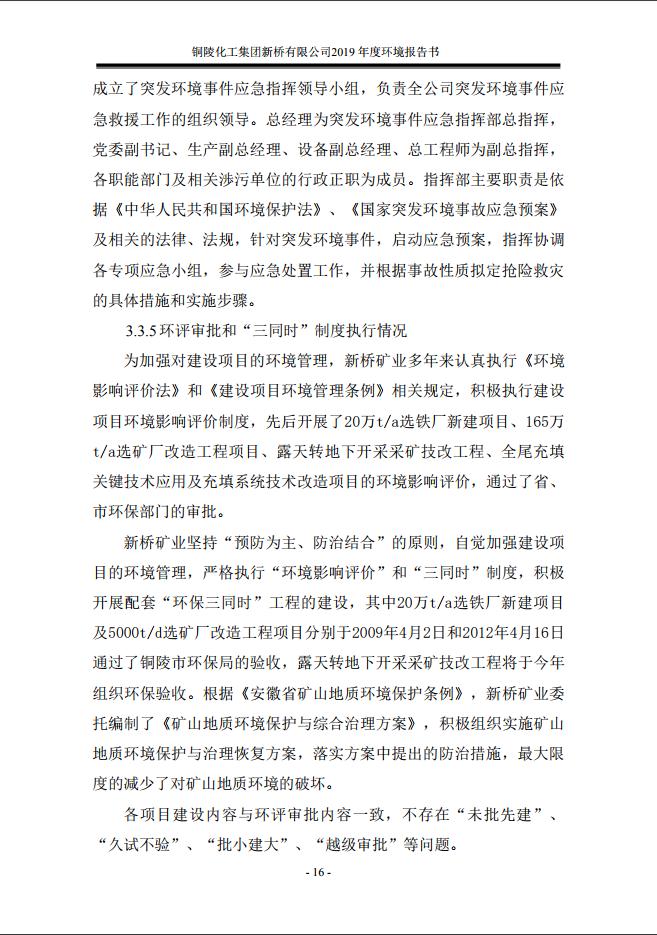 铜陵化工集团新桥有限公司2019 年度环境报告书
成立了突发环境事件应急指挥领导小组，负责全公司突发环境事件应
急救援工作的组织领导。总经理为突发环境事件应急指挥部总指挥，
党委副书记、生产副总经理、设备副总经理、总工程师为副总指挥，
各职能部门及相关涉污单位的行政正职为成员。指挥部主要职责是依
据《中华人民共和国环境保护法》、《国家突发环境事故应急预案》
及相关的法律、法规，针对突发环境事件，启动应急预案，指挥协调
各专项应急小组，参与应急处置工作，并根据事故性质拟定抢险救灾
的具体措施和实施步骤。
3.3.5 环评审批和“三同时”制度执行情况
为加强对建设项目的环境管理，新桥矿业多年来认真执行《环境
影响评价法》和《建设项目环境管理条例》相关规定，积极执行建设
项目环境影响评价制度，先后开展了20万t/a选铁厂新建项目、165万
t/a选矿厂改造工程项目、露天转地下开采采矿技改工程、全尾充填
关键技术应用及充填系统技术改造项目的环境影响评价，通过了省、
市环保部门的审批。
新桥矿业坚持“预防为主、防治结合”的原则，自觉加强建设项
目的环境管理，严格执行“环境影响评价”和“三同时”制度，积极
开展配套“环保三同时”工程的建设，其中20万t/a选铁厂新建项目
及5000t/d选矿厂改造工程项目分别于2009年4月2日和2012年4月16日
通过了铜陵市环保局的验收，露天转地下开采采矿技改工程将于今年
组织环保验收。根据《安徽省矿山地质环境保护条例》，新桥矿业委
托编制了《矿山地质环境保护与综合治理方案》，积极组织实施矿山
地质环境保护与治理恢复方案，落实方案中提出的防治措施，最大限
度的减少了对矿山地质环境的破坏。
各项目建设内容与环评审批内容一致，不存在“未批先建”、
“久试不验”、“批小建大”、“越级审批”等问题。
- 16 -